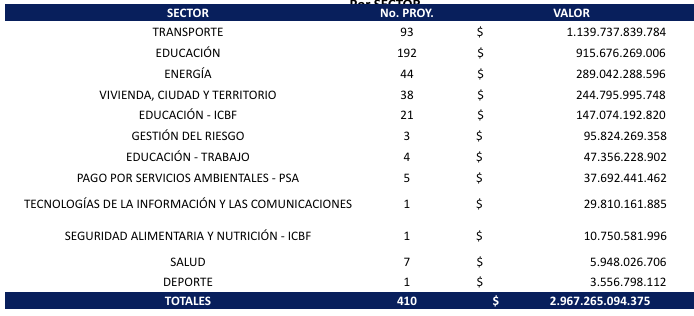 Por SECTOR
SECTOR No. PROY. VALOR
TRANSPORTE 93 $ 1.139.737.839.784
EDUCACIÓN 192 $ 915.676.269.006
ENERGÍA 44 $ 289.042.288.596
VIVIENDA, CIUDAD Y TERRITORIO 38 $ 244.795.995.748
EDUCACIÓN - ICBF 21 $ 147.074.192.820
GESTIÓN DEL RIESGO 3 $ 95.824.269.358
EDUCACIÓN - TRABAJO 4 $ 47.356.228.902
PAGO POR SERVICIOS AMBIENTALES - PSA 5 $ 37.692.441.462
TECNOLOGÍAS DE LA INFORMACIÓN Y LAS COMUNICACIONES 1 $ 29.810.161.885
SEGURIDAD ALIMENTARIA Y NUTRICIÓN - ICBF 1 $ 10.750.581.996
SALUD 7 $ 5.948.026.706
DEPORTE 1 $ 3.556.798.112
TOTALES 410 $ 2.967.265.094.375